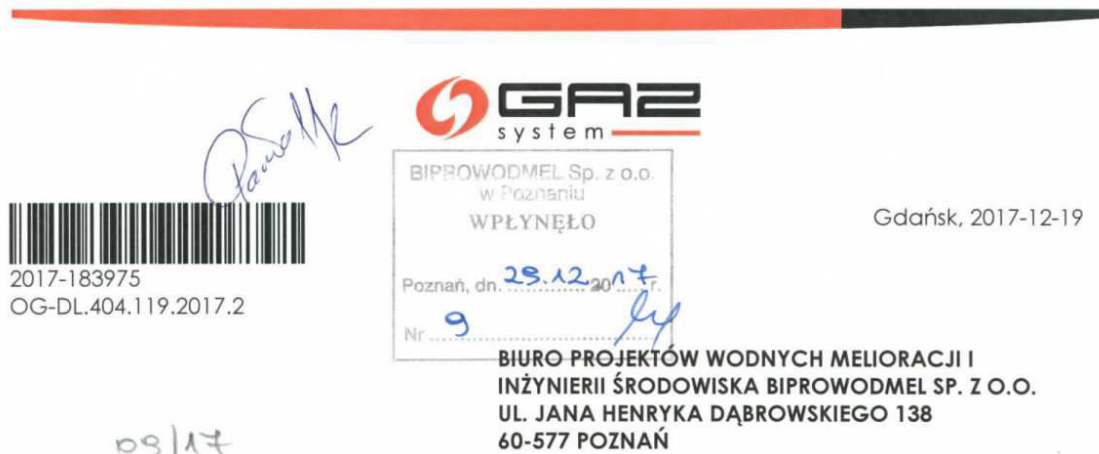 GAZ
system
BIPROWODMEL Sp. z o.o.
w Poznaniu
WPŁYNĘŁO
Gdańsk, 2017-12-19
2017-183975
OG-DL.404.119.2017.2
Poznań, dn. 29.12.2017r.
Nr 9
BIURO PROJEKTÓW WODNYCH MELIORACJI I
INŻYNIERII ŚRODOWISKA BIPROWODMEL SP. Z O.O.
UL. JANA HENRYKA DĄBROWSKIEGO 138
60-577 POZNAŃ
09/17